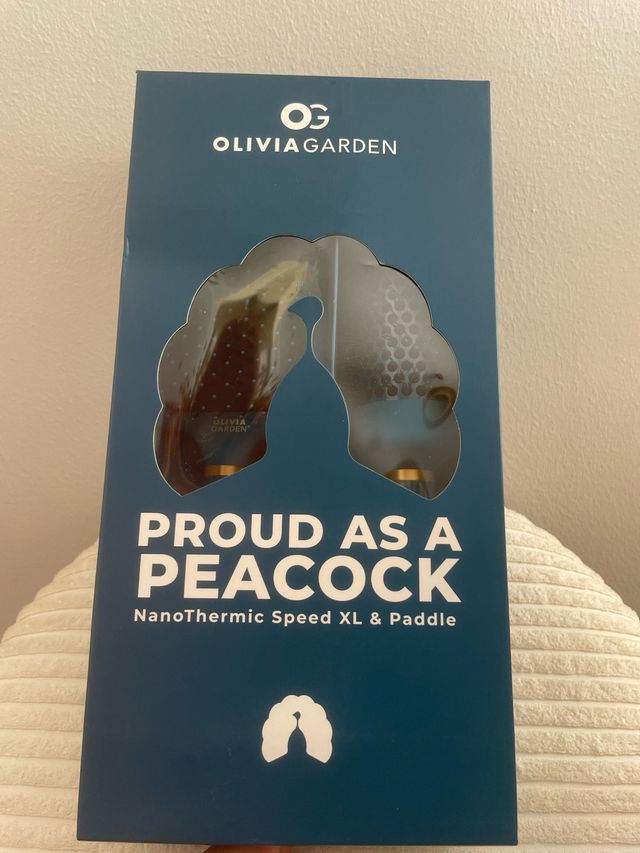 OG
OLIVIA GARDEN
OLIVIA
GARDEN
PROUD AS A
PEACOCK
NanoThermic Speed XL & Paddle